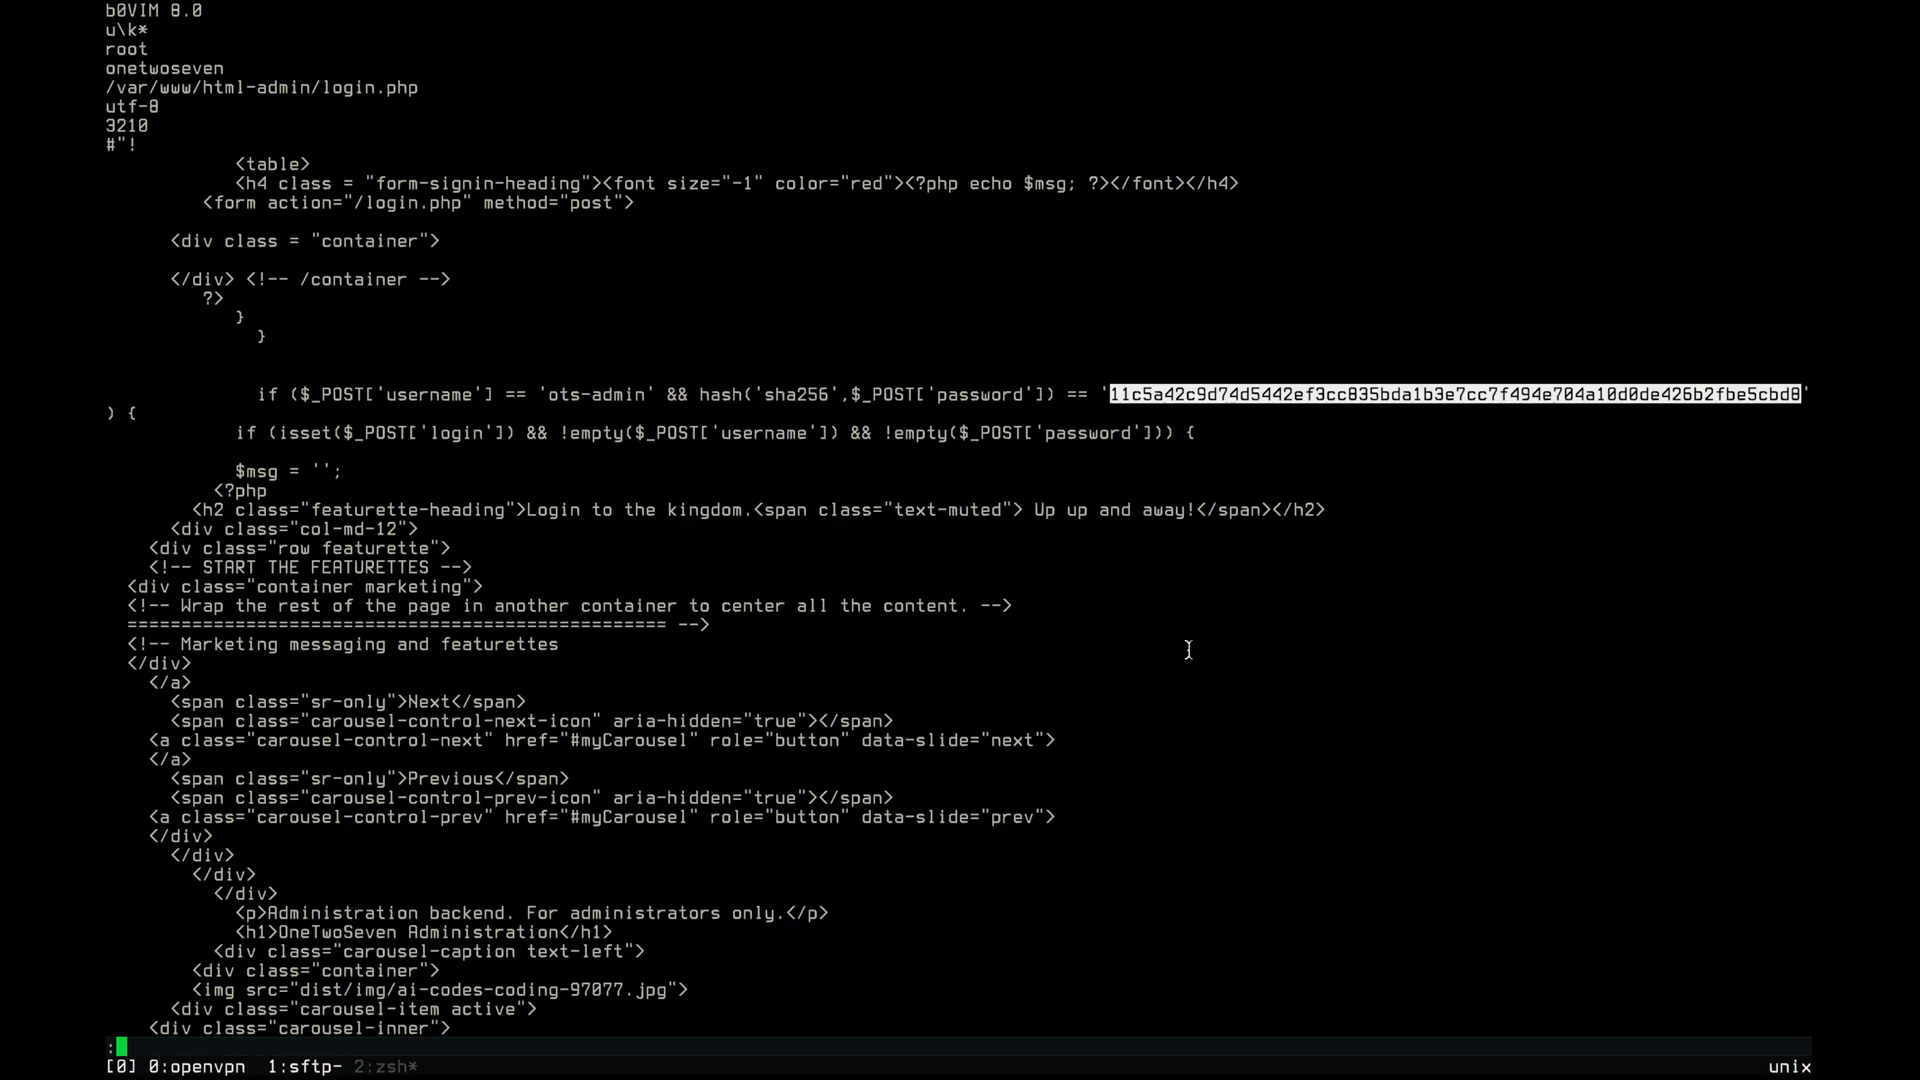 b0VIM 8.0
u\k*
root
onetwoseven
/var/www/html-admin/login.php
utf-8
3210
#"!
<table>
<h4 class = "form-signin-heading"><font size="-1" color="red"><?php echo $msg; ?></font></h4>
<form action="/login.php" method="post">
<div class = "container">
</div> <!-- /container -->
?>
}
}
if ($_POST['username'] == 'ots-admin' && hash('sha256',$_POST['password']) == '11c5a42c9d74d5442ef3cc835bda1b3e7cc7f494e704a10d0de426b2fbe5cbd8'
) {
if (isset($_POST['login']) && !empty($_POST['username']) && !empty($_POST['password'])) {
$msg = '';
<?php
<h2 class="featurette-heading">Login to the kingdom.<span class="text-muted"> Up up and away!</span></h2>
<div class="col-md-12">
<div class="row featurette">
<!-- START THE FEATURETTES -->
<div class="container marketing">
<!-- Wrap the rest of the page in another container to center all the content. -->
================================================== -->
<!-- Marketing messaging and featurettes
</div>
</a>
<span class="sr-only">Next</span>
<span class="carousel-control-next-icon" aria-hidden="true"></span>
<a class="carousel-control-next" href="#myCarousel" role="button" data-slide="next">
</a>
<span class="sr-only">Previous</span>
<span class="carousel-control-prev-icon" aria-hidden="true"></span>
<a class="carousel-control-prev" href="#myCarousel" role="button" data-slide="prev">
</div>
</div>
</div>
</div>
<p>Administration backend. For administrators only.</p>
<h1>OneTwoSeven Administration</h1>
<div class="carousel-caption text-left">
<div class="container">
<img src="dist/img/ai-codes-coding-97077.jpg">
<div class="carousel-item active">
<div class="carousel-inner">
:
[0] 0:openvpn  1:sftp- 2:zsh* unix